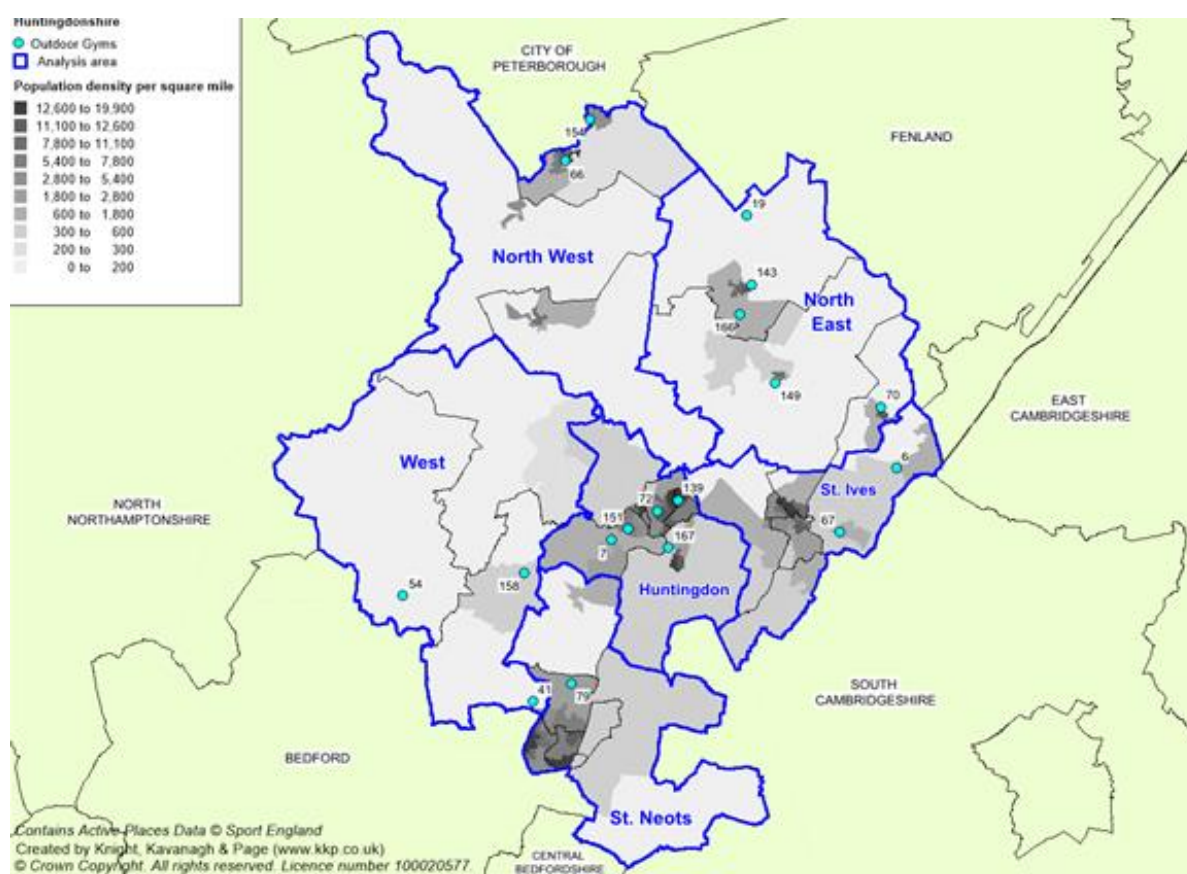 Huntingdonshire
Outdoor Gyms
Analysis area
Population density per square mile
12,600 to 19,900
11,100 to 12,600
7,800 to 11,100
5,400 to 7,800
2,800 to 5,400
1,800 to 2,800
600 to 1,800
300 to 600
200 to 300
0 to 200
CITY OF
PETERBOROUGH
FENLAND
154
66
19
North West
143
North
East
166
149
70
EAST
CAMBRIDGESHIRE
West
6
St. Ives
139
72
NORTH
NORTHAMPTONSHIRE
151
67
7
167
158
54
Huntingdon
41
79
SOUTH
CAMBRIDGESHIRE
BEDFORD
St. Neots
Contains Active Places Data © Sport England
Created by Knight, Kavanagh & Page (www.kkp.co.uk)
© Crown Copyright. All rights reserved. Licence number 100020577.
CENTRAL
BEDFORDSHIRE